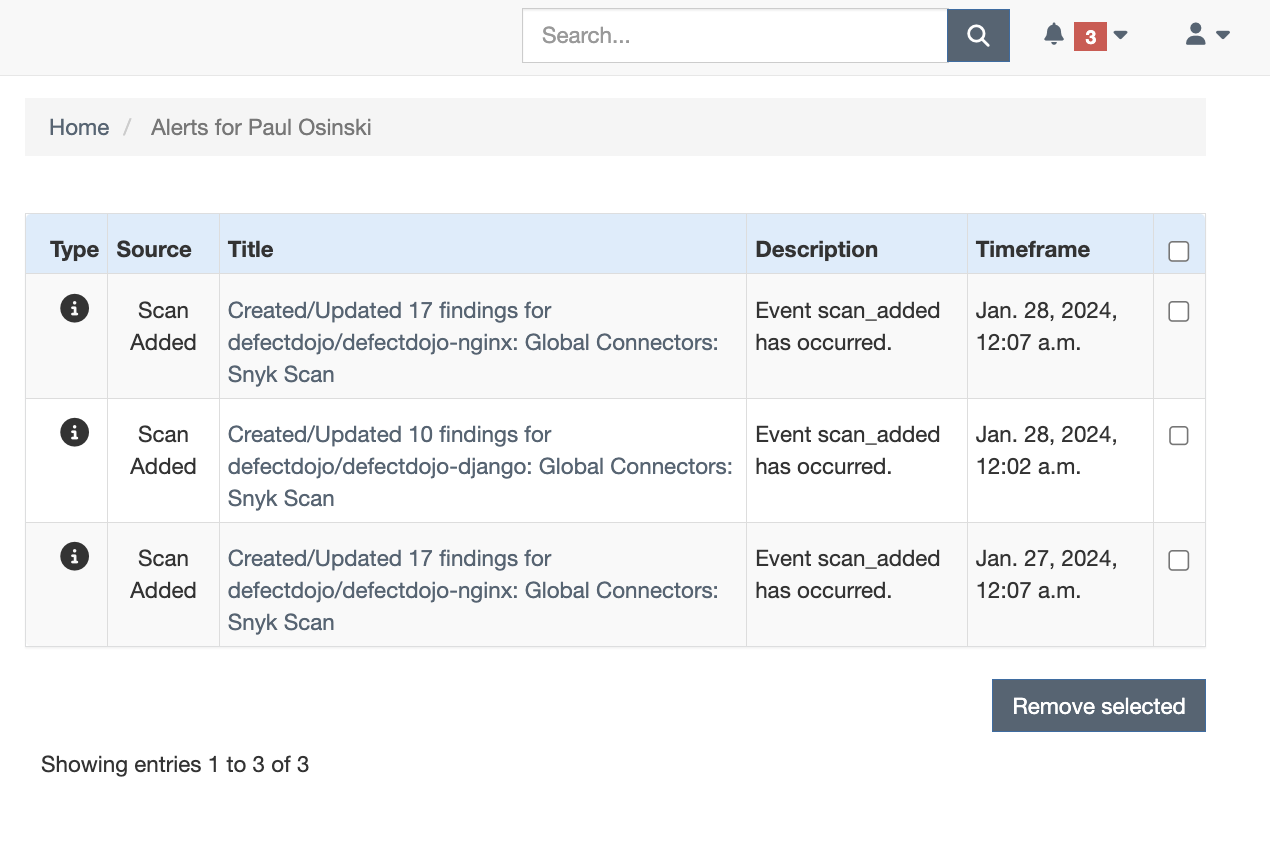 Search...
3
Home / Alerts for Paul Osinski
Type Source Title Description Timeframe
Scan Added
Created/Updated 17 findings for
defectdojo/defectdojo-nginx: Global Connectors:
Snyk Scan
Event scan_added
has occurred.
Jan. 28, 2024,
12:07 a.m.
Scan Added
Created/Updated 10 findings for
defectdojo/defectdojo-django: Global Connectors:
Snyk Scan
Event scan_added
has occurred.
Jan. 28, 2024,
12:02 a.m.
Scan Added
Created/Updated 17 findings for
defectdojo/defectdojo-nginx: Global Connectors:
Snyk Scan
Event scan_added
has occurred.
Jan. 27, 2024,
12:07 a.m.
Remove selected
Showing entries 1 to 3 of 3